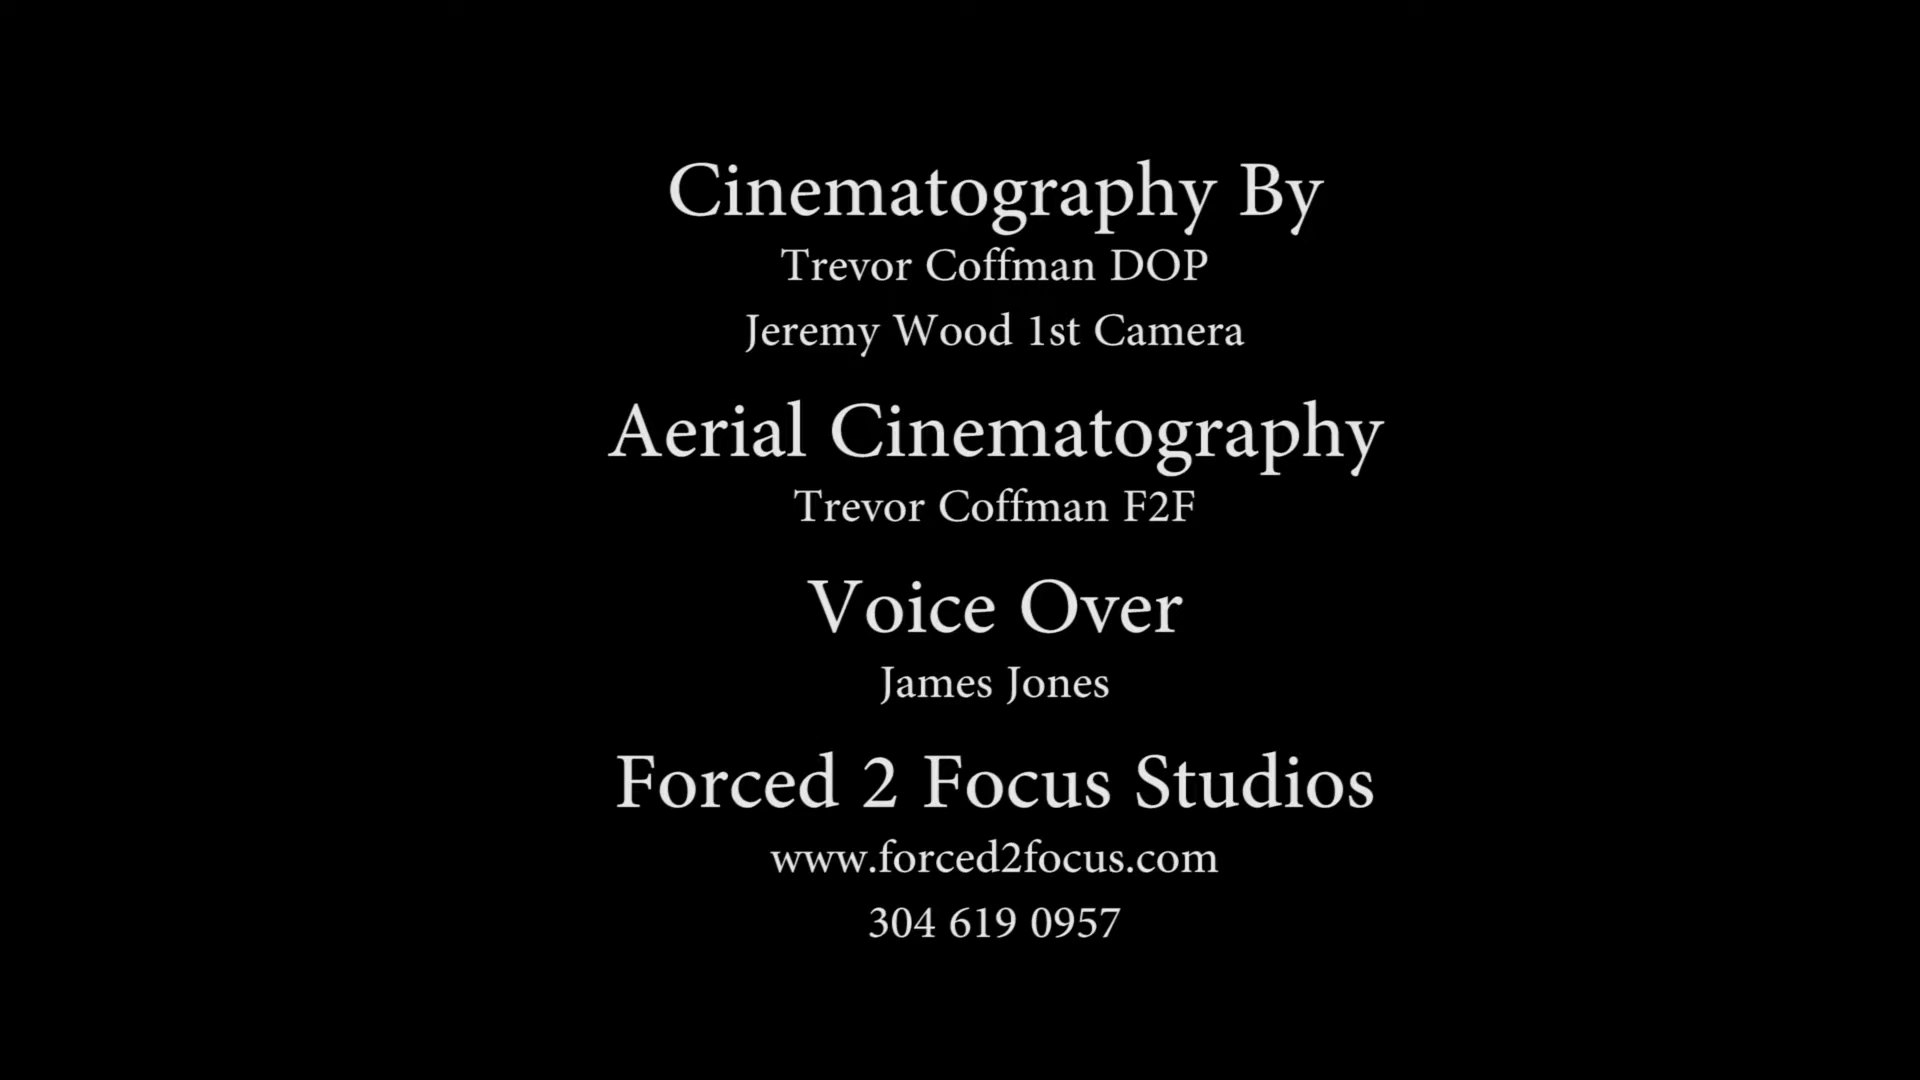 Cinematography By
Trevor Coffman DOP
Jeremy Wood 1st Camera
Aerial Cinematography
Trevor Coffman F2F
Voice Over
James Jones
Forced 2 Focus Studios
www.forced2focus.com
304 619 0957